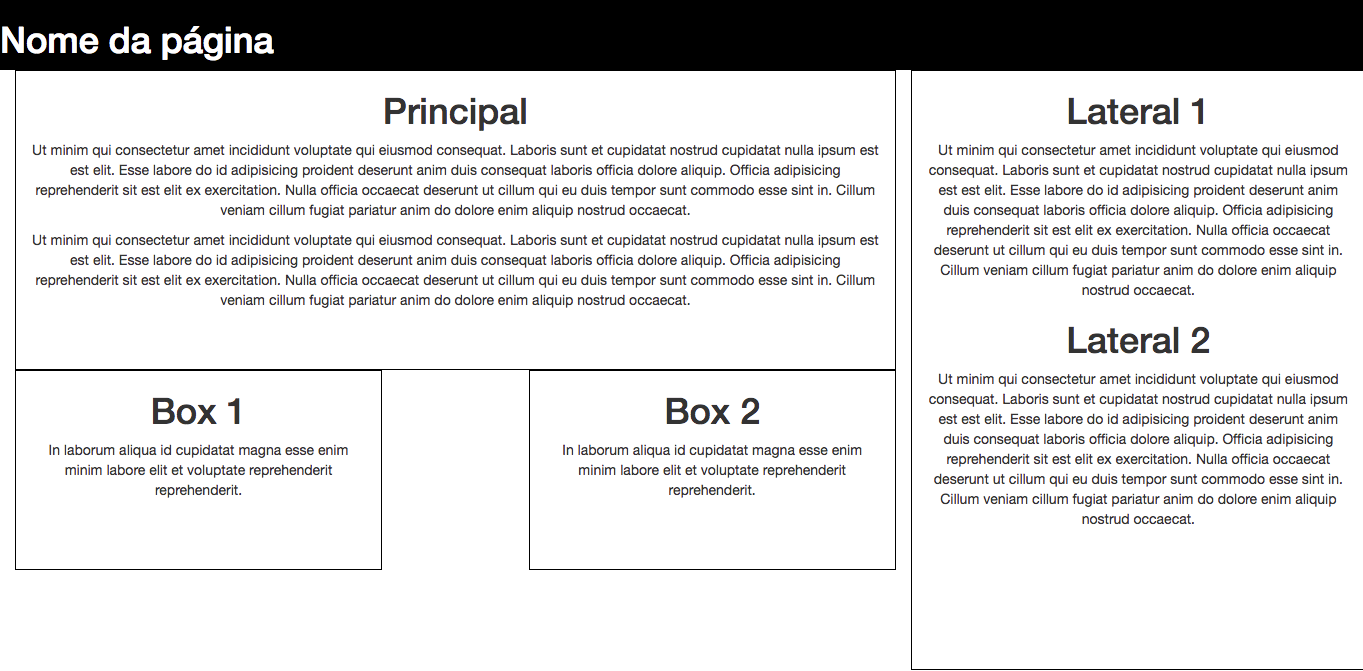 Nome da página
Principal
Ut minim qui consectetur amet incididunt voluptate qui eiusmod consequat. Laboris sunt et cupidatat nostrud cupidatat nulla ipsum est
est elit. Esse labore do id adipisicing proident deserunt anim duis consequat laboris officia dolore aliquip. Officia adipisicing
reprehenderit sit est elit ex exercitation. Nulla officia occaecat deserunt ut cillum qui eu duis tempor sunt commodo esse sint in. Cillum
veniam cillum fugiat pariatur anim do dolore enim aliquip nostrud occaecat.
Ut minim qui consectetur amet incididunt voluptate qui eiusmod consequat. Laboris sunt et cupidatat nostrud cupidatat nulla ipsum est
est elit. Esse labore do id adipisicing proident deserunt anim duis consequat laboris officia dolore aliquip. Officia adipisicing
reprehenderit sit est elit ex exercitation. Nulla officia occaecat deserunt ut cillum qui eu duis tempor sunt commodo esse sint in. Cillum
veniam cillum fugiat pariatur anim do dolore enim aliquip nostrud occaecat.
Box 1
In laborum aliqua id cupidatat magna esse enim
minim labore elit et voluptate reprehenderit
reprehenderit.
Box 2
In laborum aliqua id cupidatat magna esse enim
minim labore elit et voluptate reprehenderit
reprehenderit.
Lateral 1
Ut minim qui consectetur amet incididunt voluptate qui eiusmod
consequat. Laboris sunt et cupidatat nostrud cupidatat nulla ipsum
est est elit. Esse labore do id adipisicing proident deserunt anim
duis consequat laboris officia dolore aliquip. Officia adipisicing
reprehenderit sit est elit ex exercitation. Nulla officia occaecat
deserunt ut cillum qui eu duis tempor sunt commodo esse sint in.
Cillum veniam cillum fugiat pariatur anim do dolore enim aliquip
nostrud occaecat.
Lateral 2
Ut minim qui consectetur amet incididunt voluptate qui eiusmod
consequat. Laboris sunt et cupidatat nostrud cupidatat nulla ipsum
est est elit. Esse labore do id adipisicing proident deserunt anim
duis consequat laboris officia dolore aliquip. Officia adipisicing
reprehenderit sit est elit ex exercitation. Nulla officia occaecat
deserunt ut cillum qui eu duis tempor sunt commodo esse sint in.
Cillum veniam cillum fugiat pariatur anim do dolore enim aliquip
nostrud occaecat.